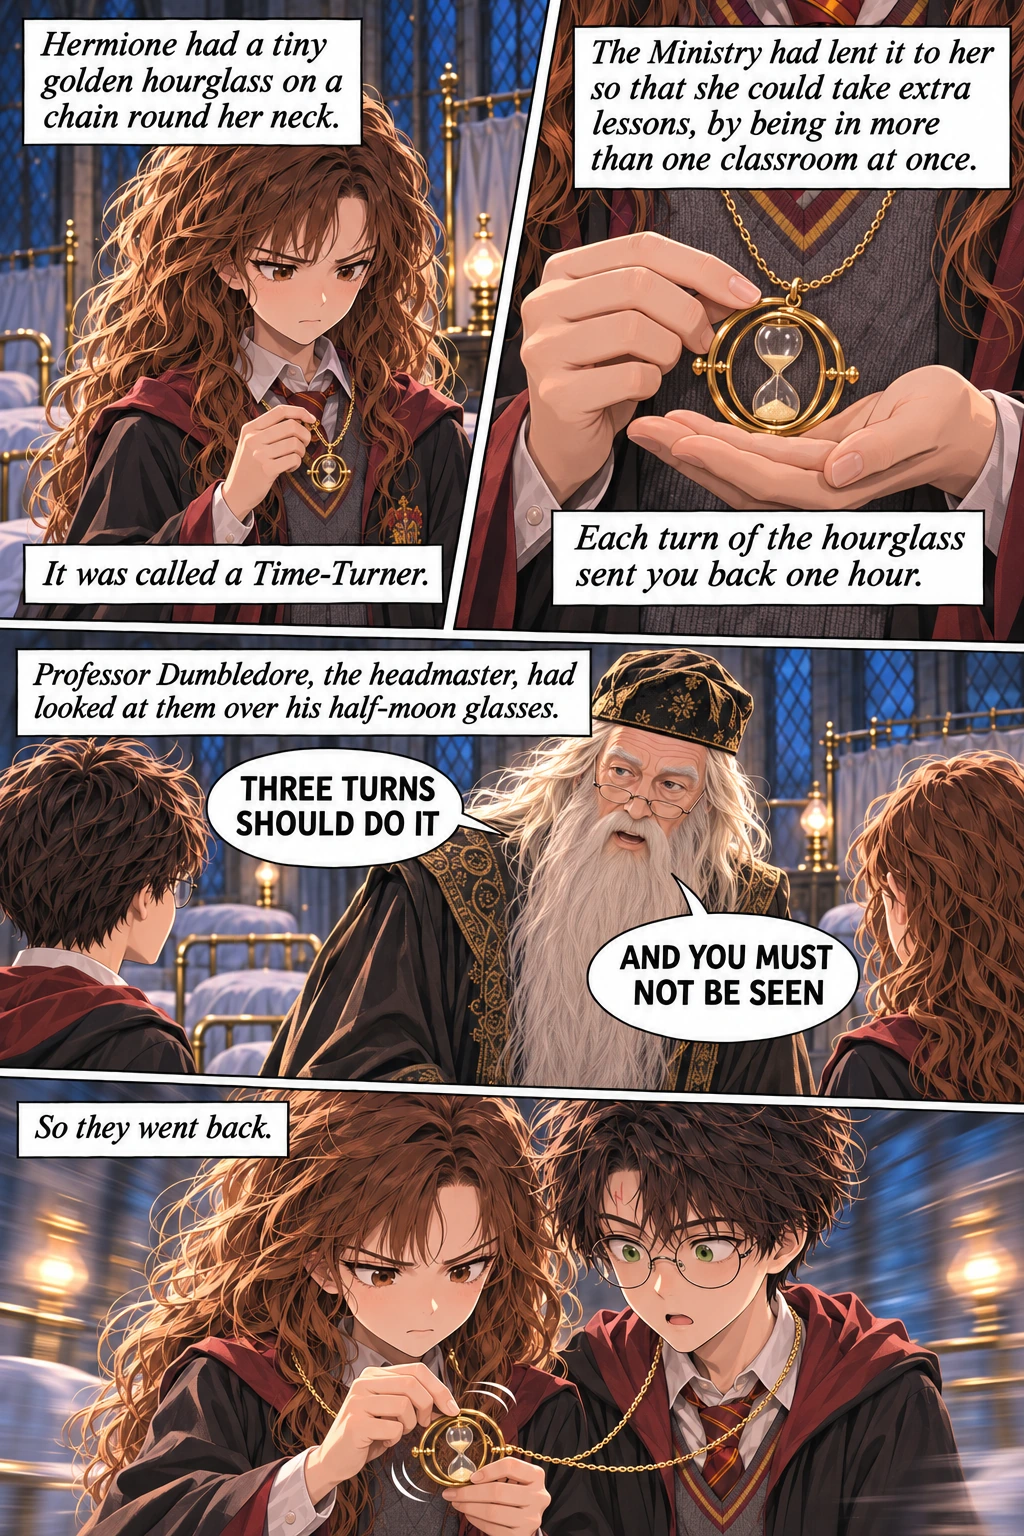 Hermione had a tiny
golden hourglass on a
chain round her neck.
It was called a Time-Turner.
The Ministry had lent it to her
so that she could take extra
lessons, by being in more
than one classroom at once.
Each turn of the hourglass
sent you back one hour.
Professor Dumbledore, the headmaster, had
looked at them over his half-moon glasses.
THREE TURNS
SHOULD DO IT
AND YOU MUST
NOT BE SEEN
So they went back.